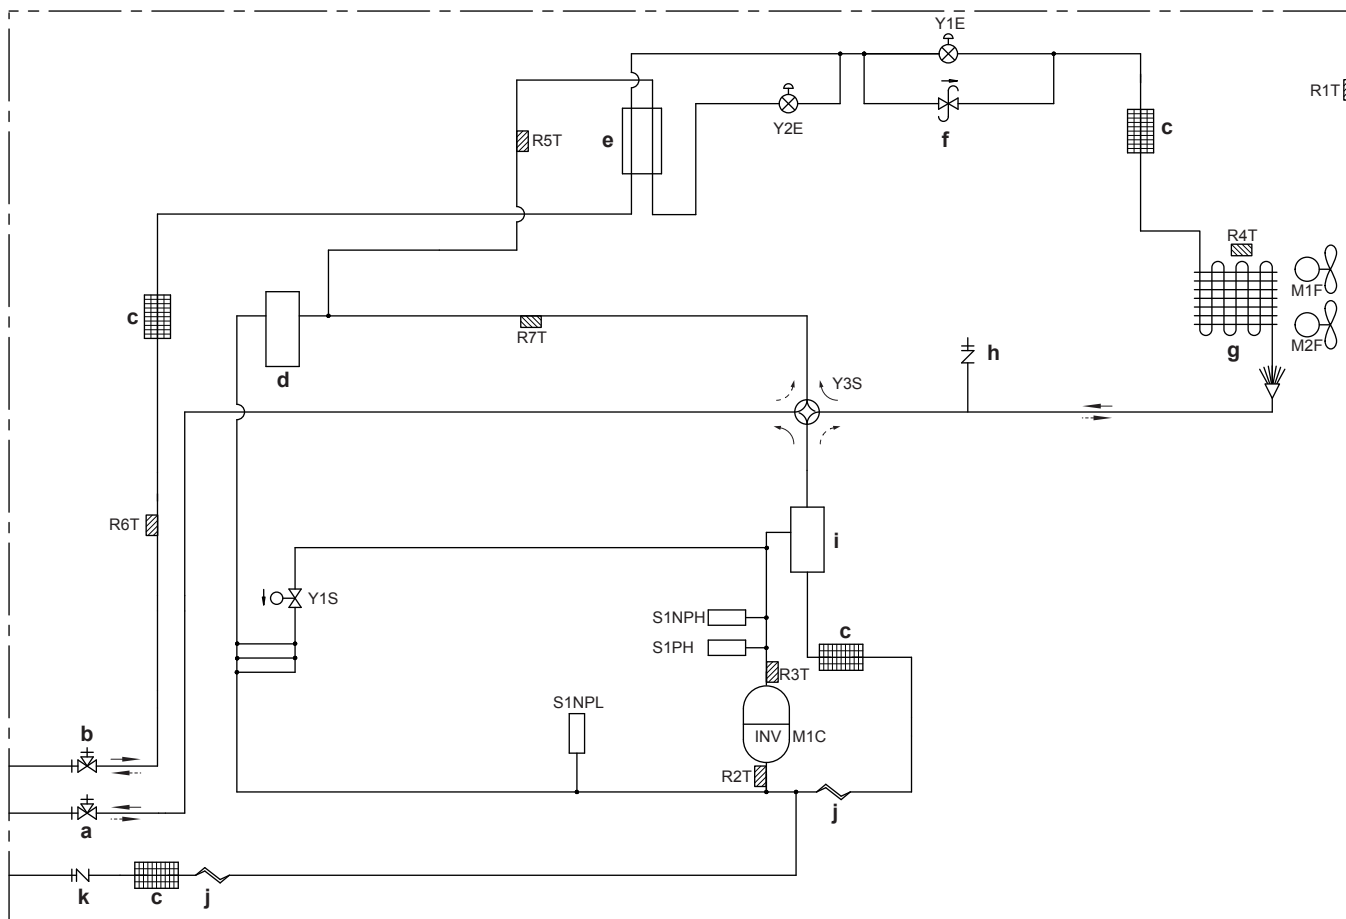 Y1E
R1T
c
Y2E
f
R5T
e
R4T
M1F
c
R7T
M2F
g
h
d
Y3S
R6T
i
Y1S
S1NPH
c
S1PH
R3T
S1NPL
INV
M1C
b
R2T
j
a
k
c
j